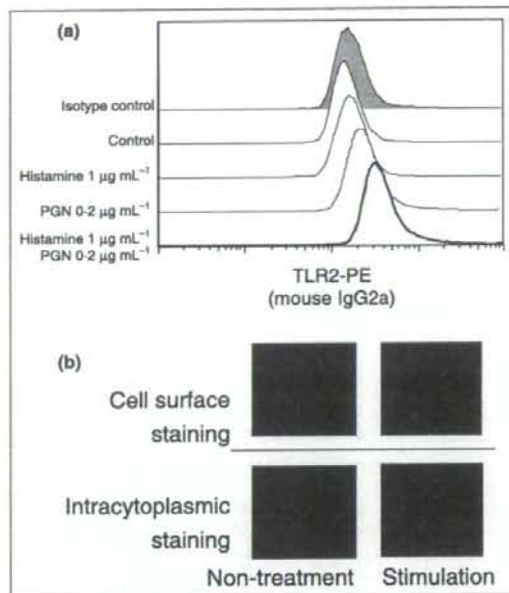 (a)
Isotype control
Control
Histamine 1 µg mL⁻¹
PGN 0·2 µg mL⁻¹
Histamine 1 µg mL⁻¹
PGN 0·2 µg mL⁻¹
TLR2-PE
(mouse IgG2a)
(b)
Cell surface
staining
Intracytoplasmic
staining
Non-treatment Stimulation